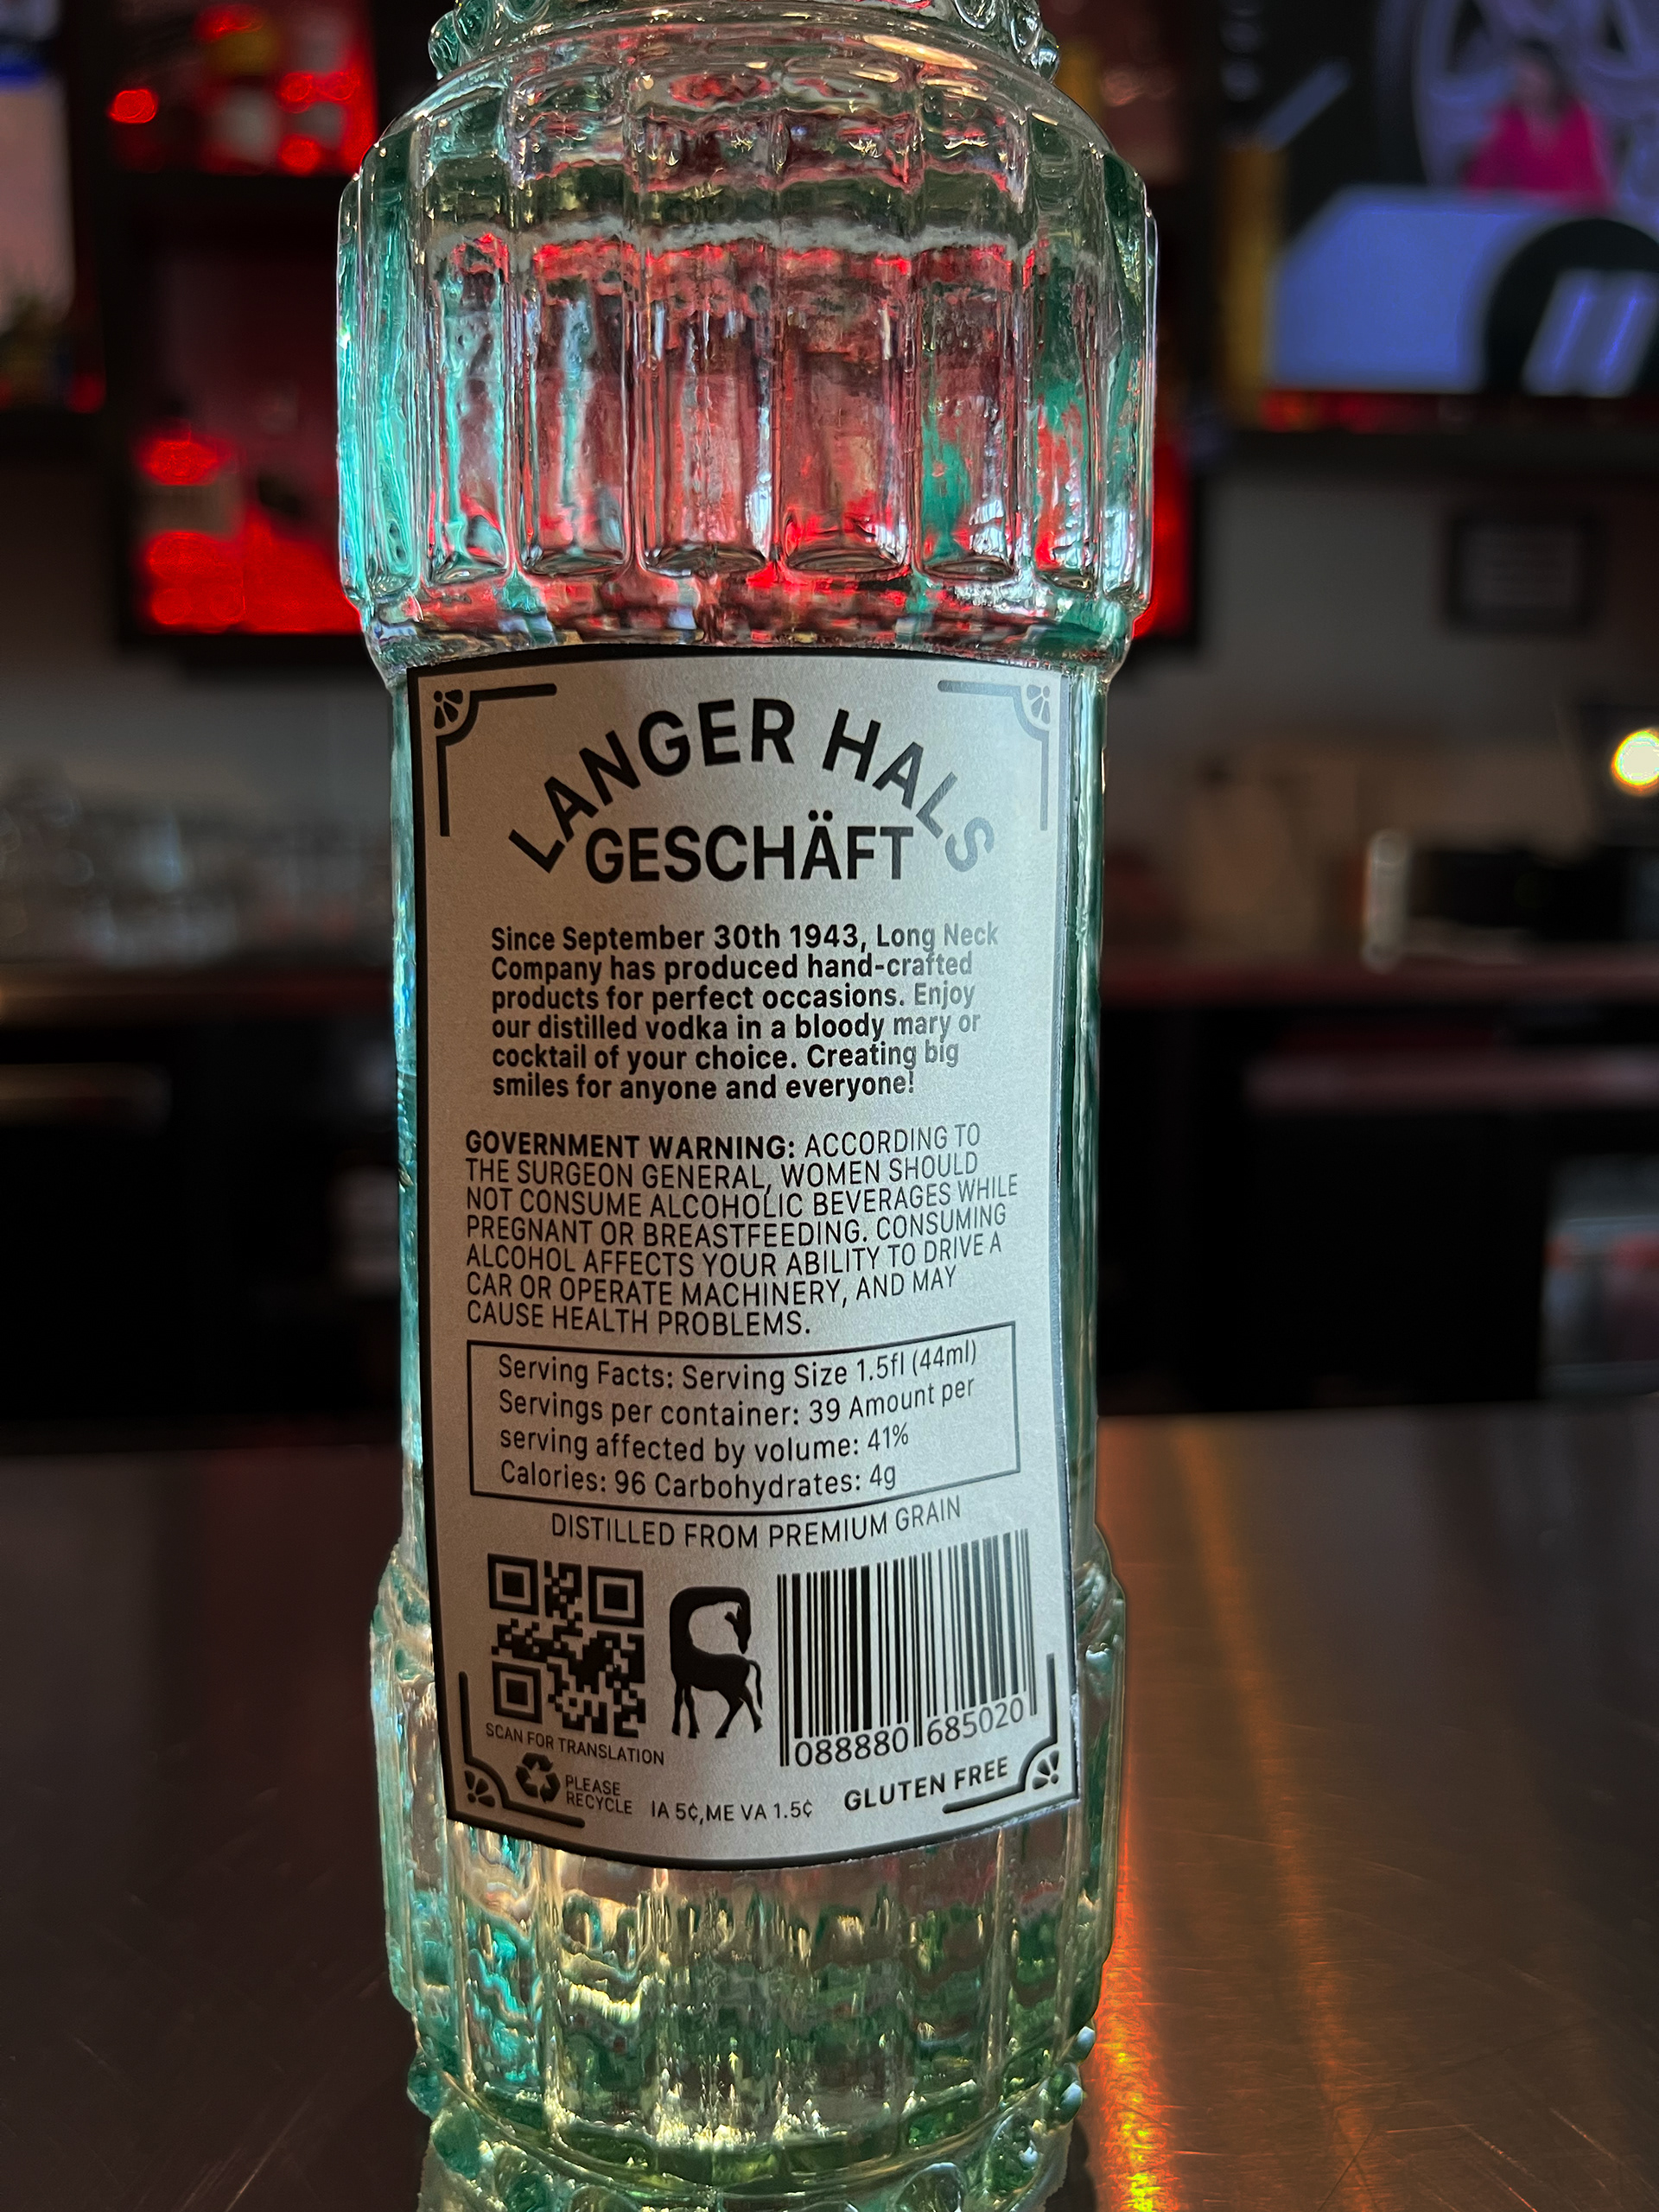 LANGER HALS
GESCHÄFT
Since September 30th 1943, Long Neck
Company has produced hand-crafted
products for perfect occasions. Enjoy
our distilled vodka in a bloody mary or
cocktail of your choice. Creating big
smiles for anyone and everyone!
GOVERNMENT WARNING: ACCORDING TO
THE SURGEON GENERAL, WOMEN SHOULD
NOT CONSUME ALCOHOLIC BEVERAGES WHILE
PREGNANT OR BREASTFEEDING. CONSUMING
ALCOHOL AFFECTS YOUR ABILITY TO DRIVE A
CAR OR OPERATE MACHINERY, AND MAY
CAUSE HEALTH PROBLEMS.
Serving Facts: Serving Size 1.5fl (44ml)
Servings per container: 39 Amount per
serving affected by volume: 41%
Calories: 96 Carbohydrates: 4g
DISTILLED FROM PREMIUM GRAIN
088880 685020
SCAN FOR TRANSLATION
PLEASE
RECYCLE
IA 5¢,ME VA 1.5¢
GLUTEN FREE